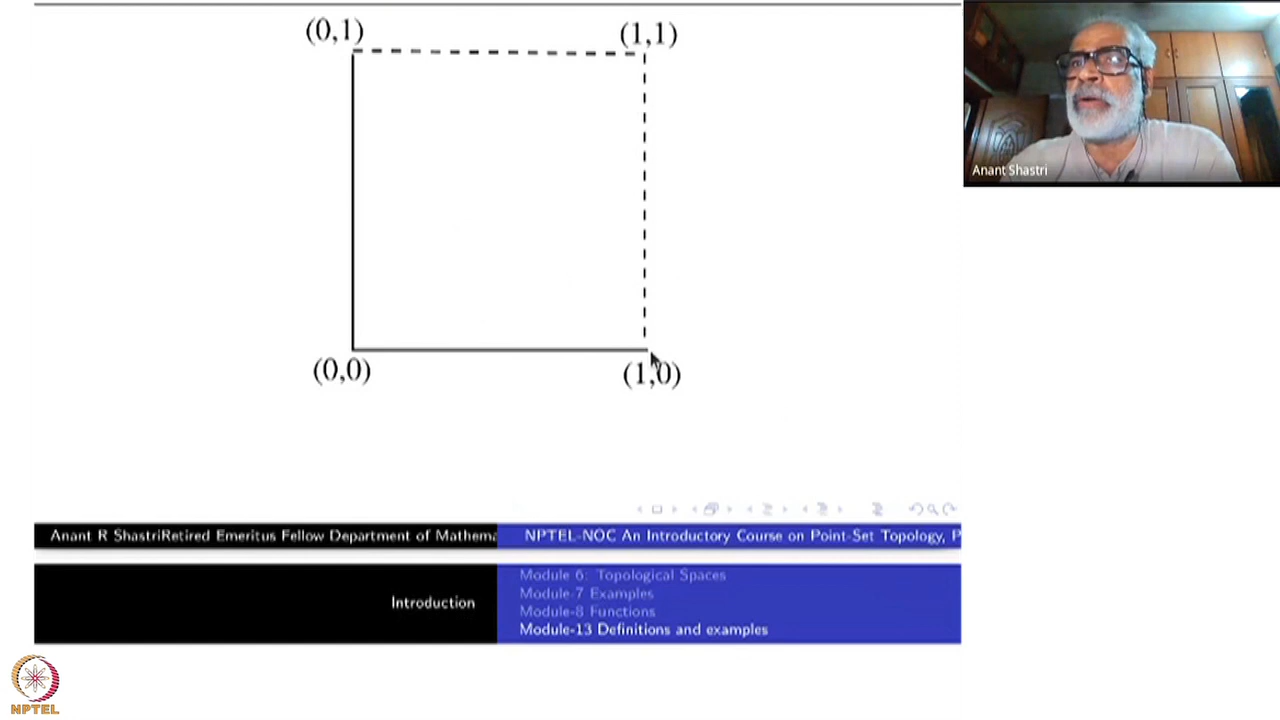 (0,1)
(1,1)
(0,0)
(1,0)
Anant Shastri
Anant R ShastriRetired Emeritus Fellow Department of Mathema
NPTEL-NOC An Introductory Course on Point-Set Topology, P
Introduction
Module 6: Topological Spaces
Module-7 Examples
Module-8 Functions
Module-13 Definitions and examples
NPTEL